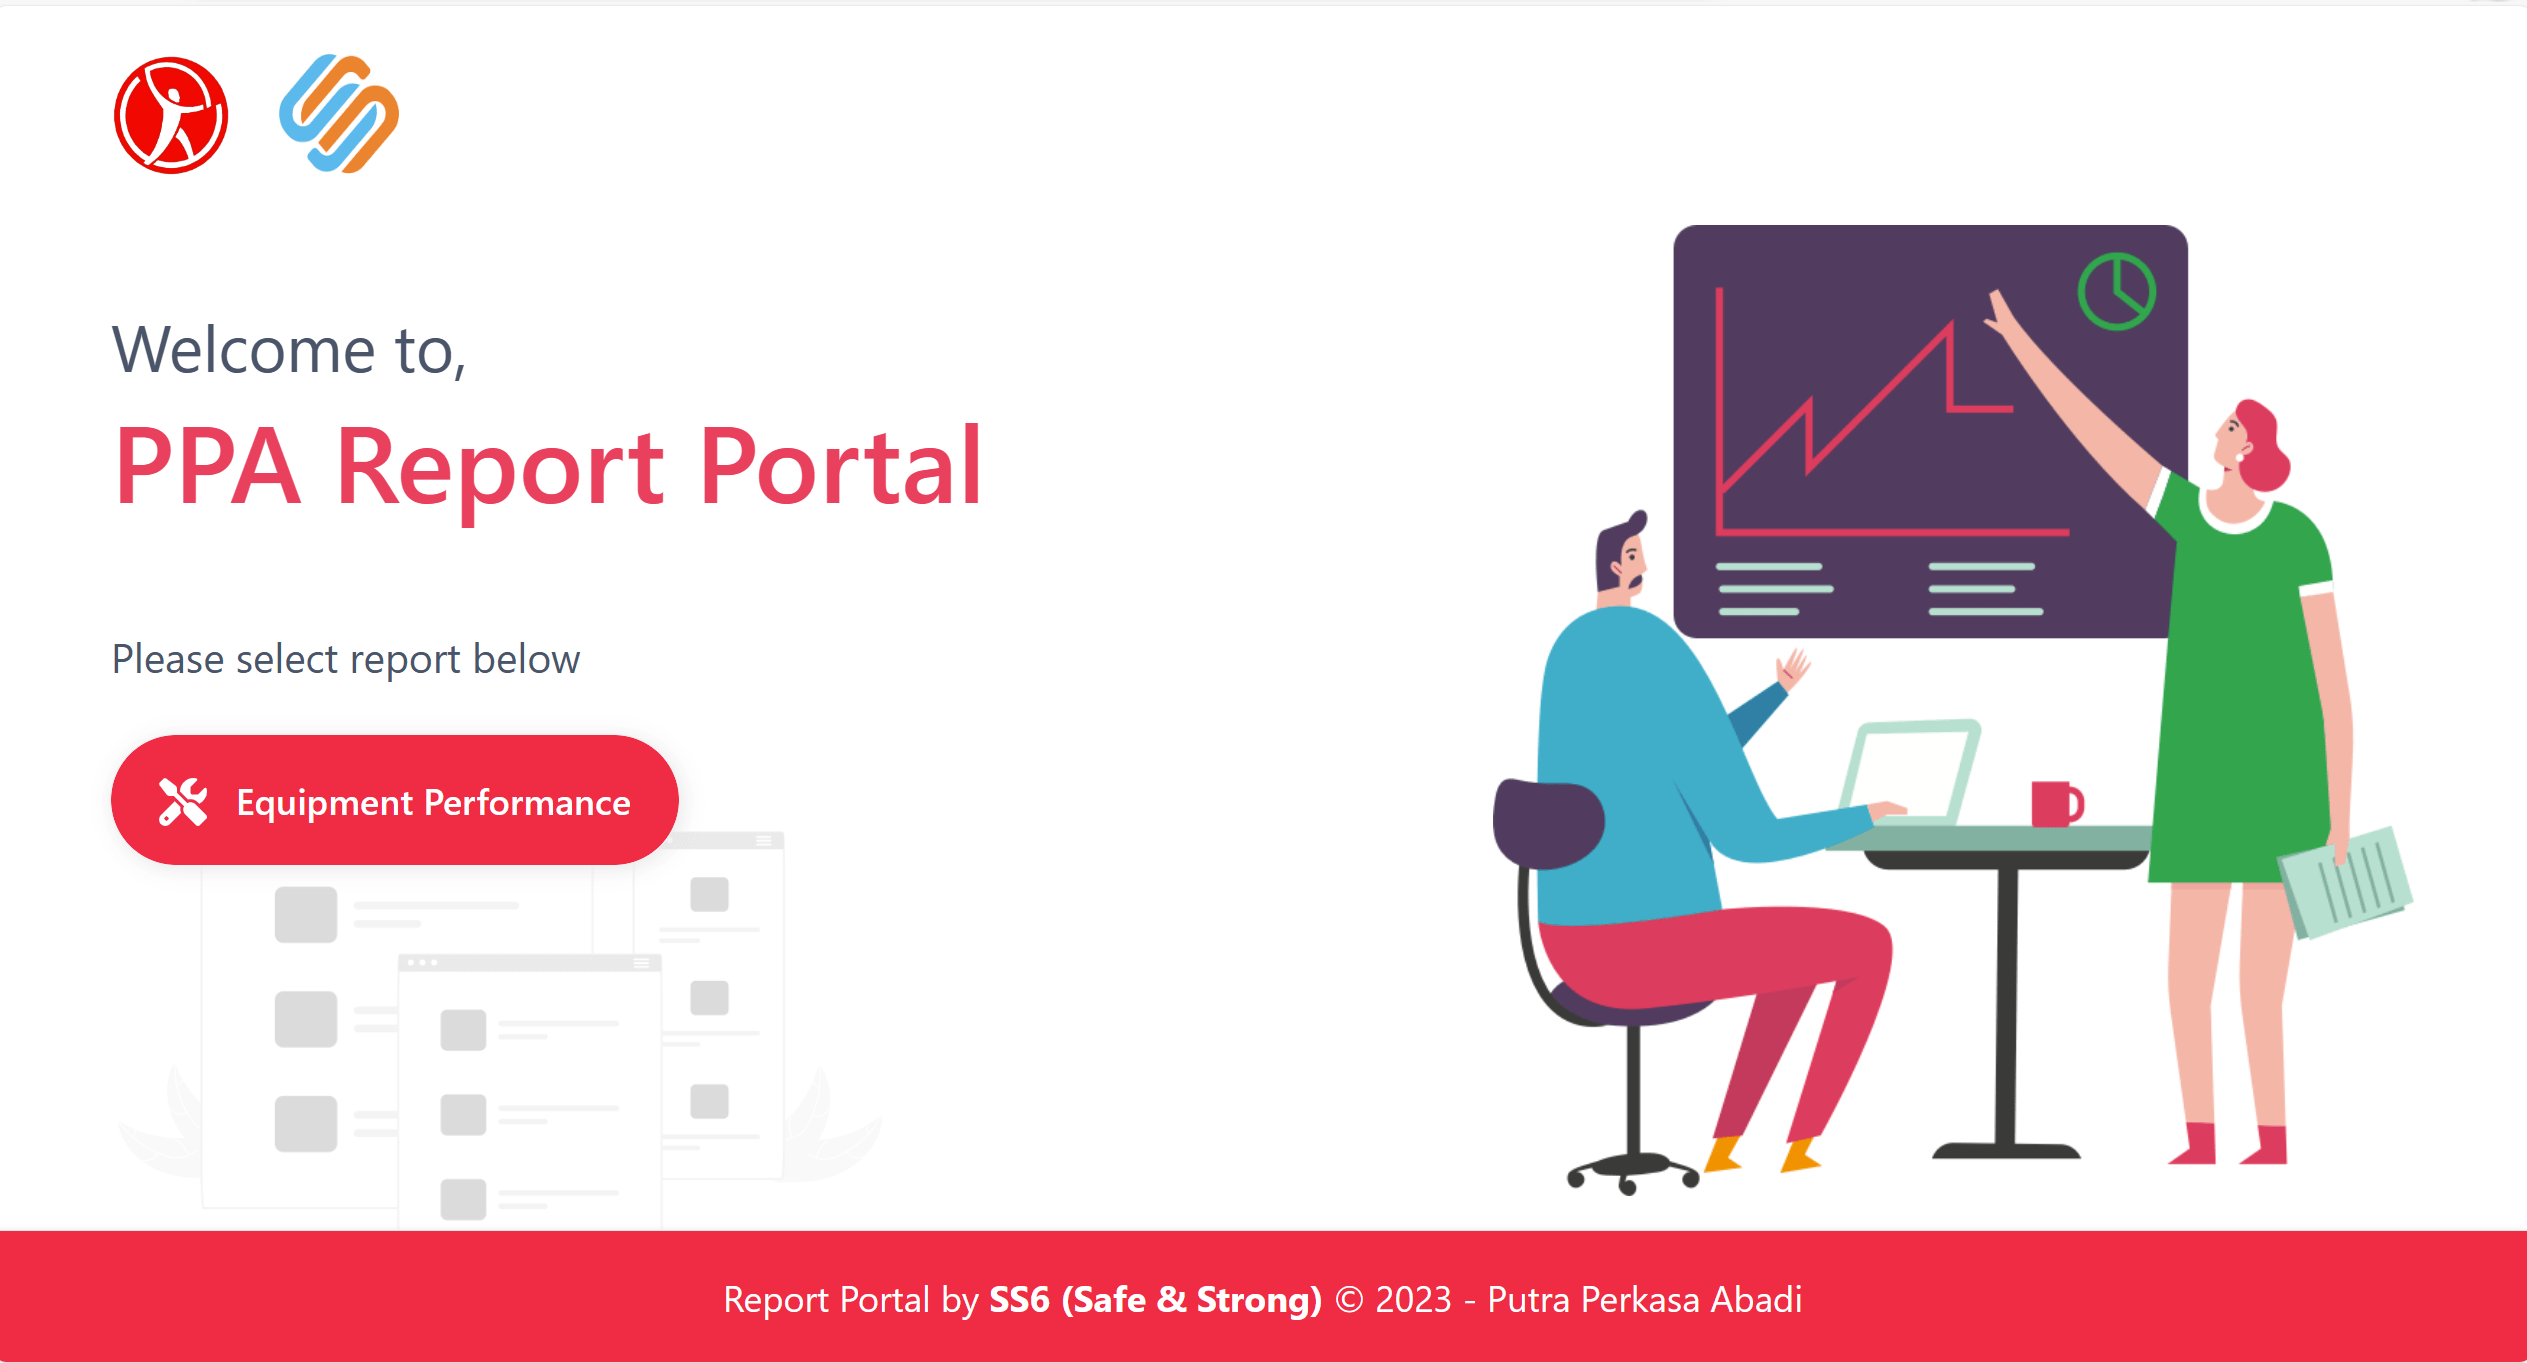 Welcome to,
PPA Report Portal
Please select report below
Equipment Performance
Report Portal by SS6 (Safe & Strong) © 2023 - Putra Perkasa Abadi